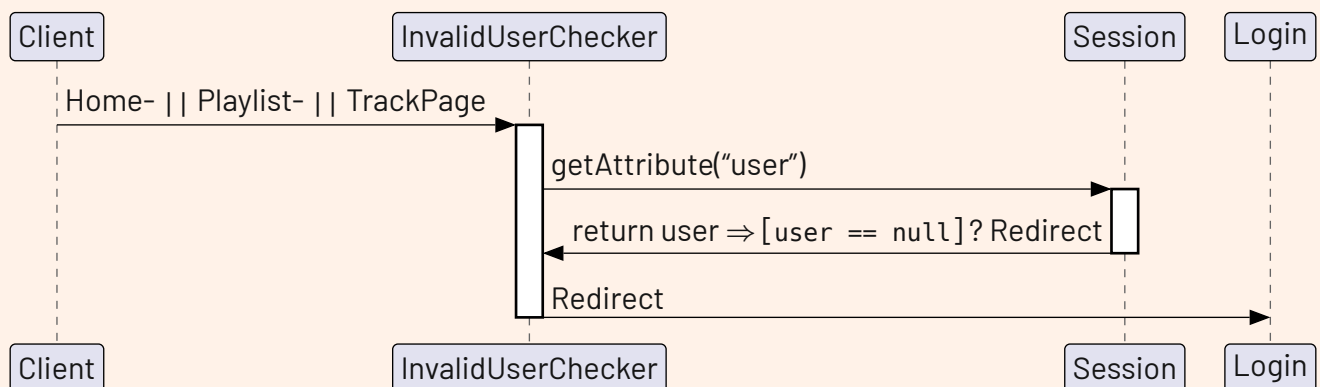 Client InvalidUserChecker Session Login
Home- || Playlist- || TrackPage
getAttribute(“user”)
return user ⇒ [user == null]? Redirect
Redirect
Client InvalidUserChecker Session Login